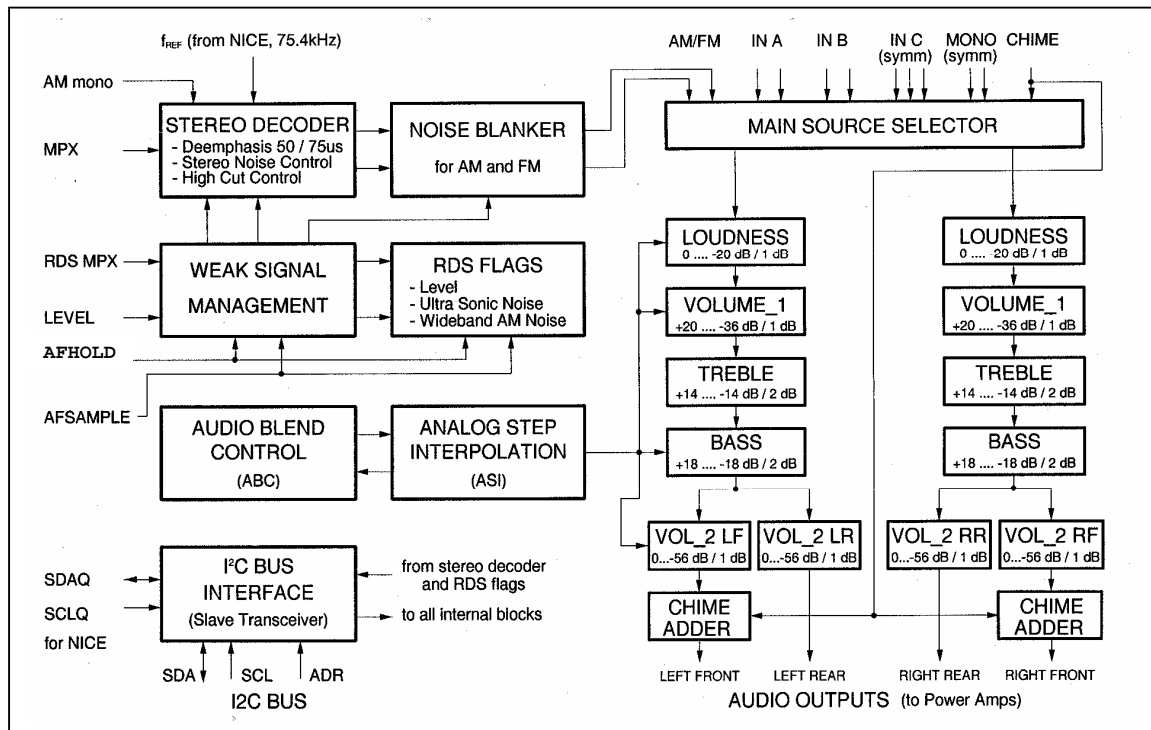 fREF (from NICE, 75.4kHz)
AM mono
MPX
STEREO DECODER
- Deemphasis 50 / 75us
- Stereo Noise Control
- High Cut Control
NOISE BLANKER
for AM and FM
RDS MPX
LEVEL
AFHOLD
AFSAMPLE
WEAK SIGNAL
MANAGEMENT
RDS FLAGS
- Level
- Ultra Sonic Noise
- Wideband AM Noise
AUDIO BLEND
CONTROL
(ABC)
ANALOG STEP
INTERPOLATION
(ASI)
SDAQ
SCLQ
for NICE
I²C BUS
INTERFACE
(Slave Transceiver)
from stereo decoder
and RDS flags
to all internal blocks
SDA
SCL
ADR
I2C BUS
AM/FM
IN A
IN B
IN C
(symm)
MONO
(symm)
CHIME
MAIN SOURCE SELECTOR
LOUDNESS
0 .... -20 dB / 1 dB
VOLUME_1
+20 .... -36 dB / 1 dB
TREBLE
+14 .... -14 dB / 2 dB
BASS
+18 .... -18 dB / 2 dB
LOUDNESS
0 .... -20 dB / 1 dB
VOLUME_1
+20 .... -36 dB / 1 dB
TREBLE
+14 .... -14 dB / 2 dB
BASS
+18 .... -18 dB / 2 dB
VOL_2 LF
0...-56 dB / 1 dB
VOL_2 LR
0...-56 dB / 1 dB
VOL_2 RR
0...-56 dB / 1 dB
VOL_2 RF
0...-56 dB / 1 dB
CHIME
ADDER
CHIME
ADDER
LEFT FRONT
LEFT REAR
RIGHT REAR
RIGHT FRONT
AUDIO OUTPUTS (to Power Amps)